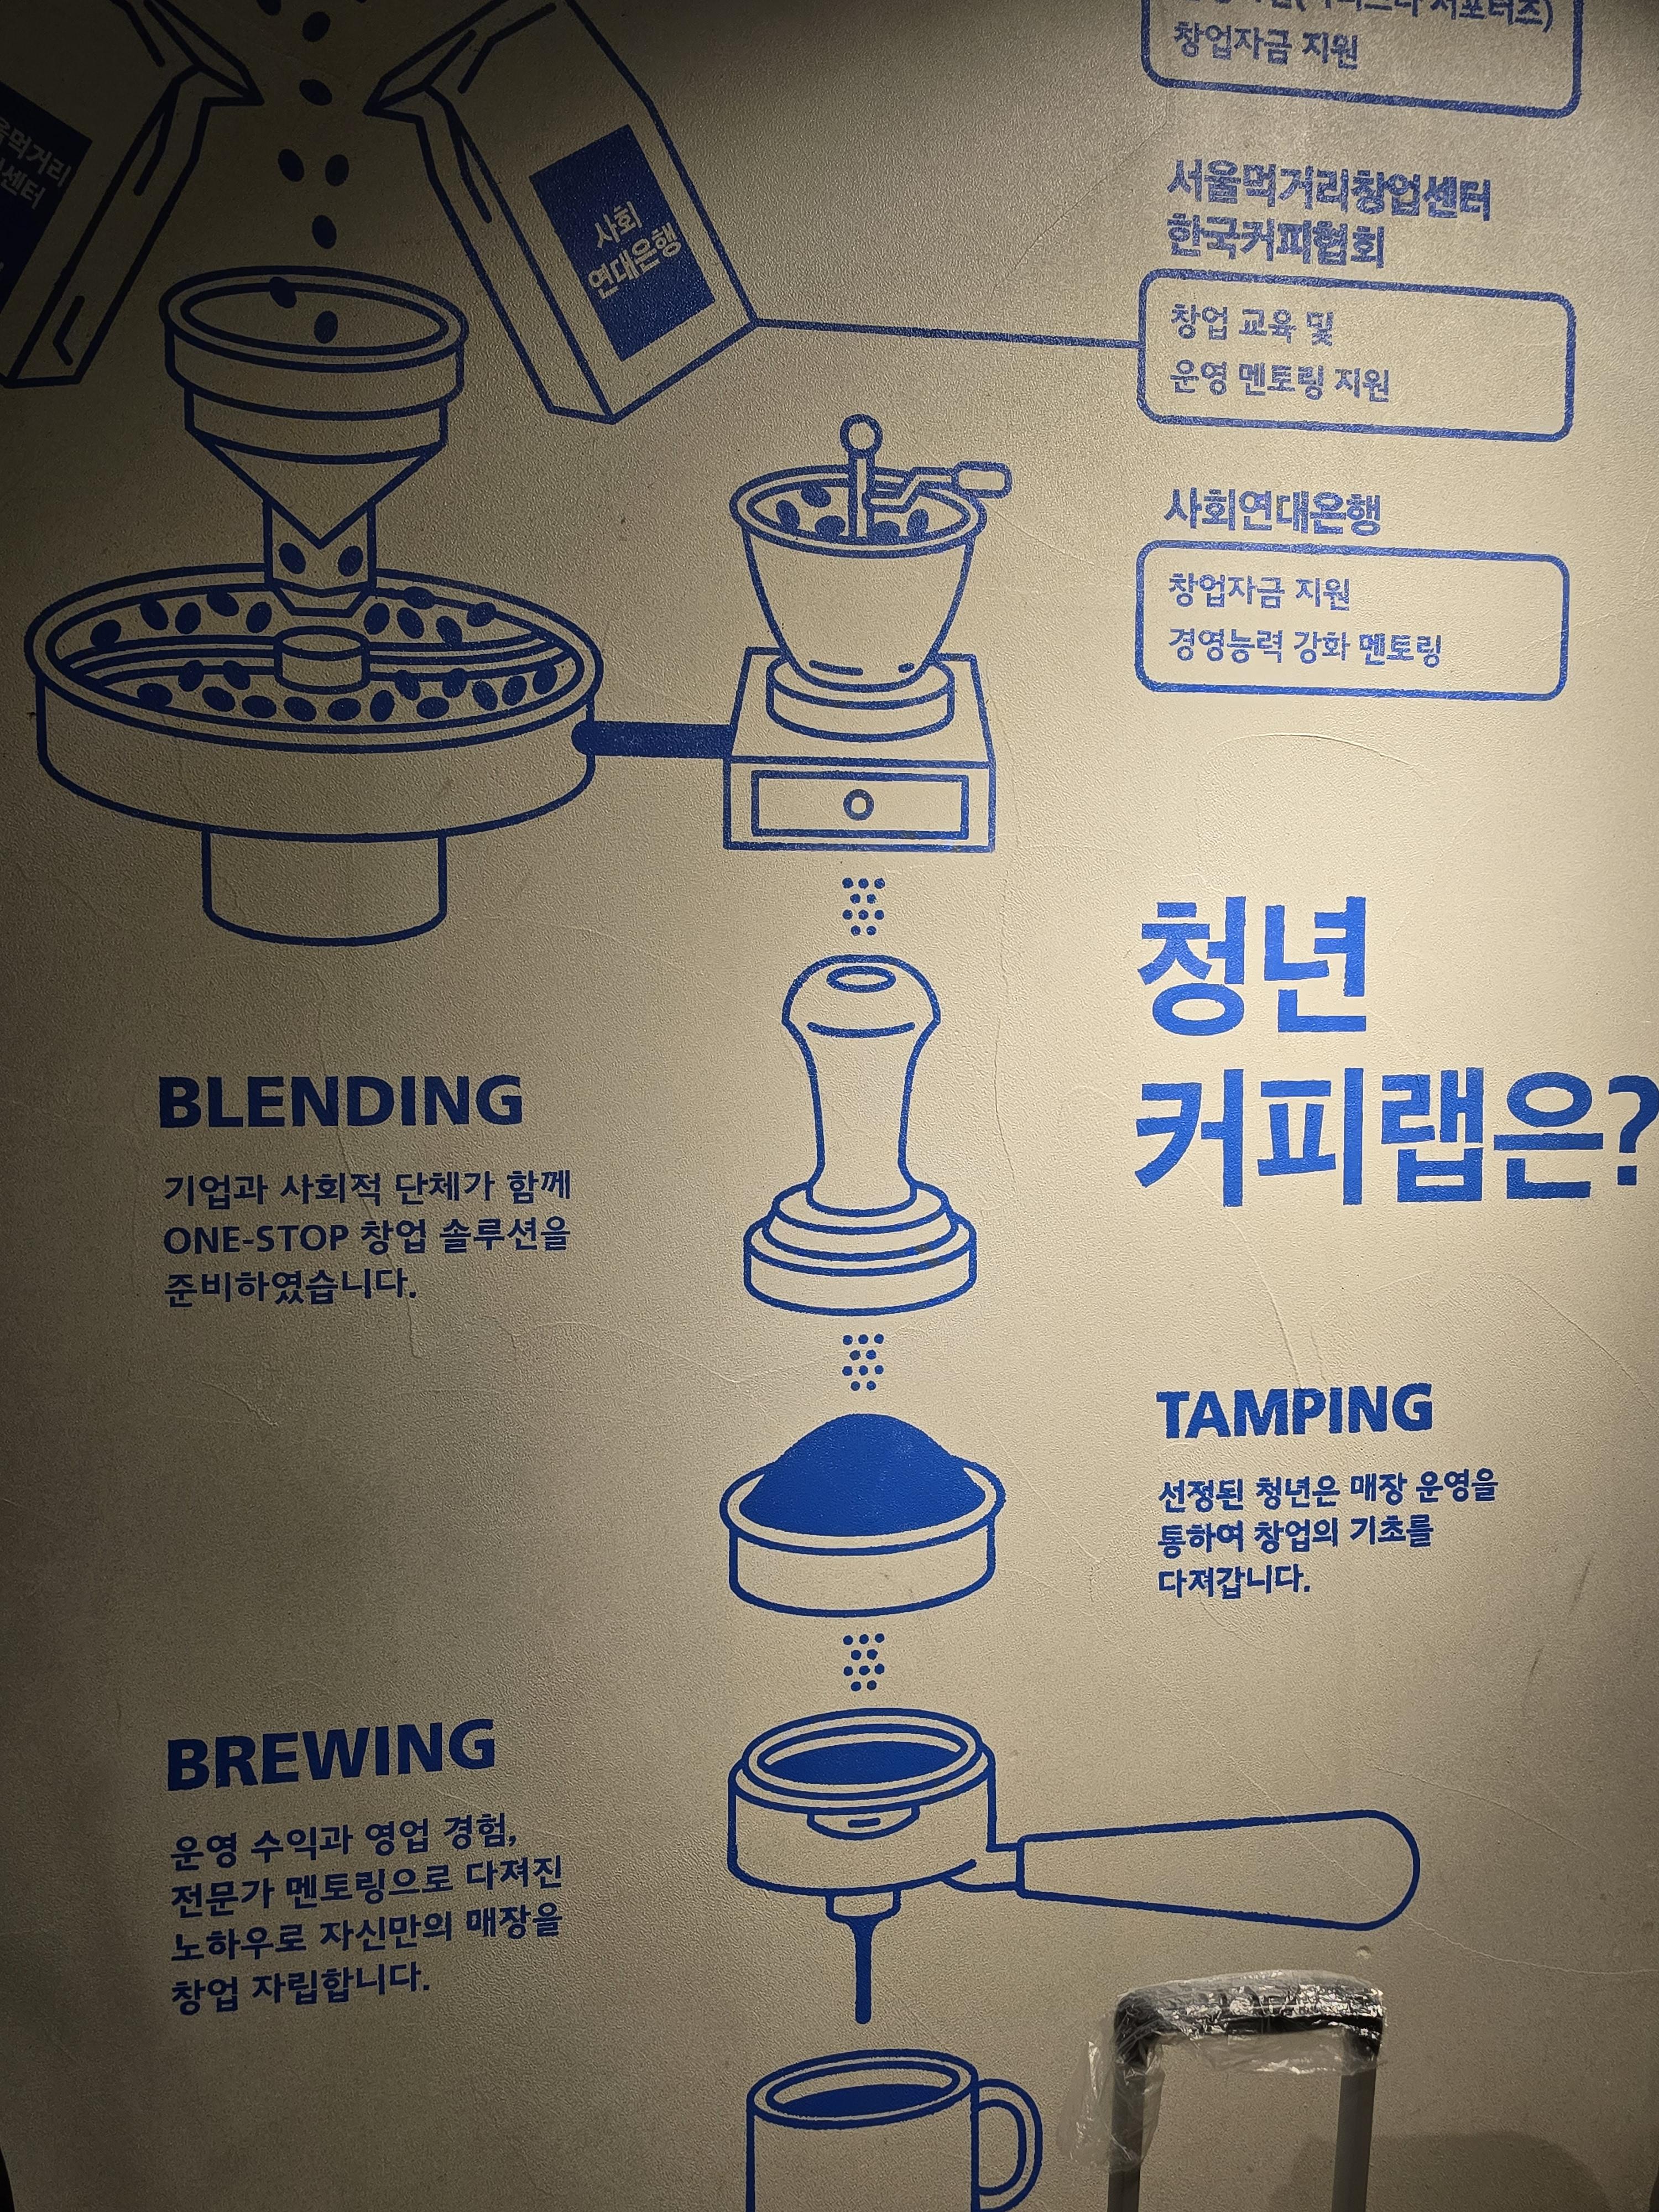 창업자금 지원
먹거리
센터
사회
연대은행
서울먹거리창업센터
한국커피협회
창업 교육 및
운영 멘토링 지원
사회연대은행
창업자금 지원
경영능력 강화 멘토링
청년
커피랩은?
BLENDING
기업과 사회적 단체가 함께
ONE-STOP 창업 솔루션을
준비하였습니다.
TAMPING
선정된 청년은 매장 운영을
통하여 창업의 기초를
다져갑니다.
BREWING
운영 수익과 영업 경험,
전문가 멘토링으로 다져진
노하우로 자신만의 매장을
창업 자립합니다.